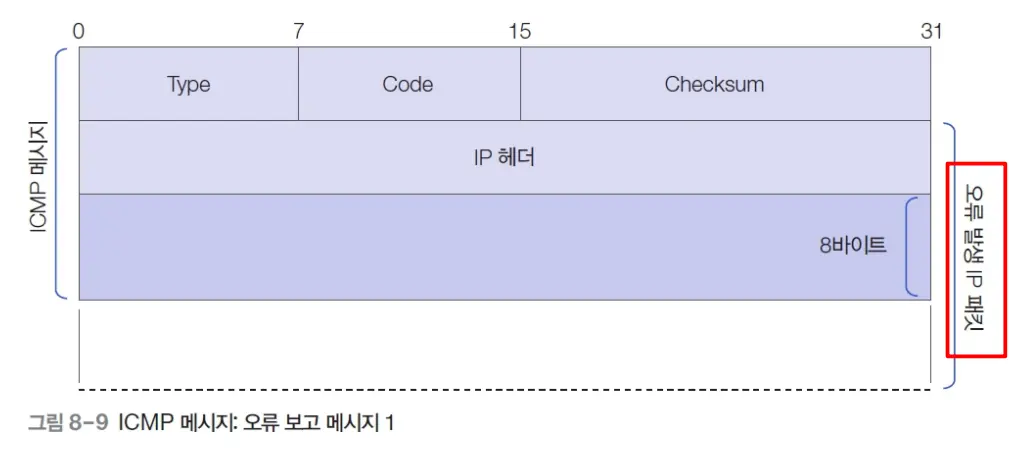 0 7 15 31
Type Code Checksum
ICMP 메시지
IP 헤더
8바이트
오류 발생 IP 패킷
그림 8-9 ICMP 메시지: 오류 보고 메시지 1